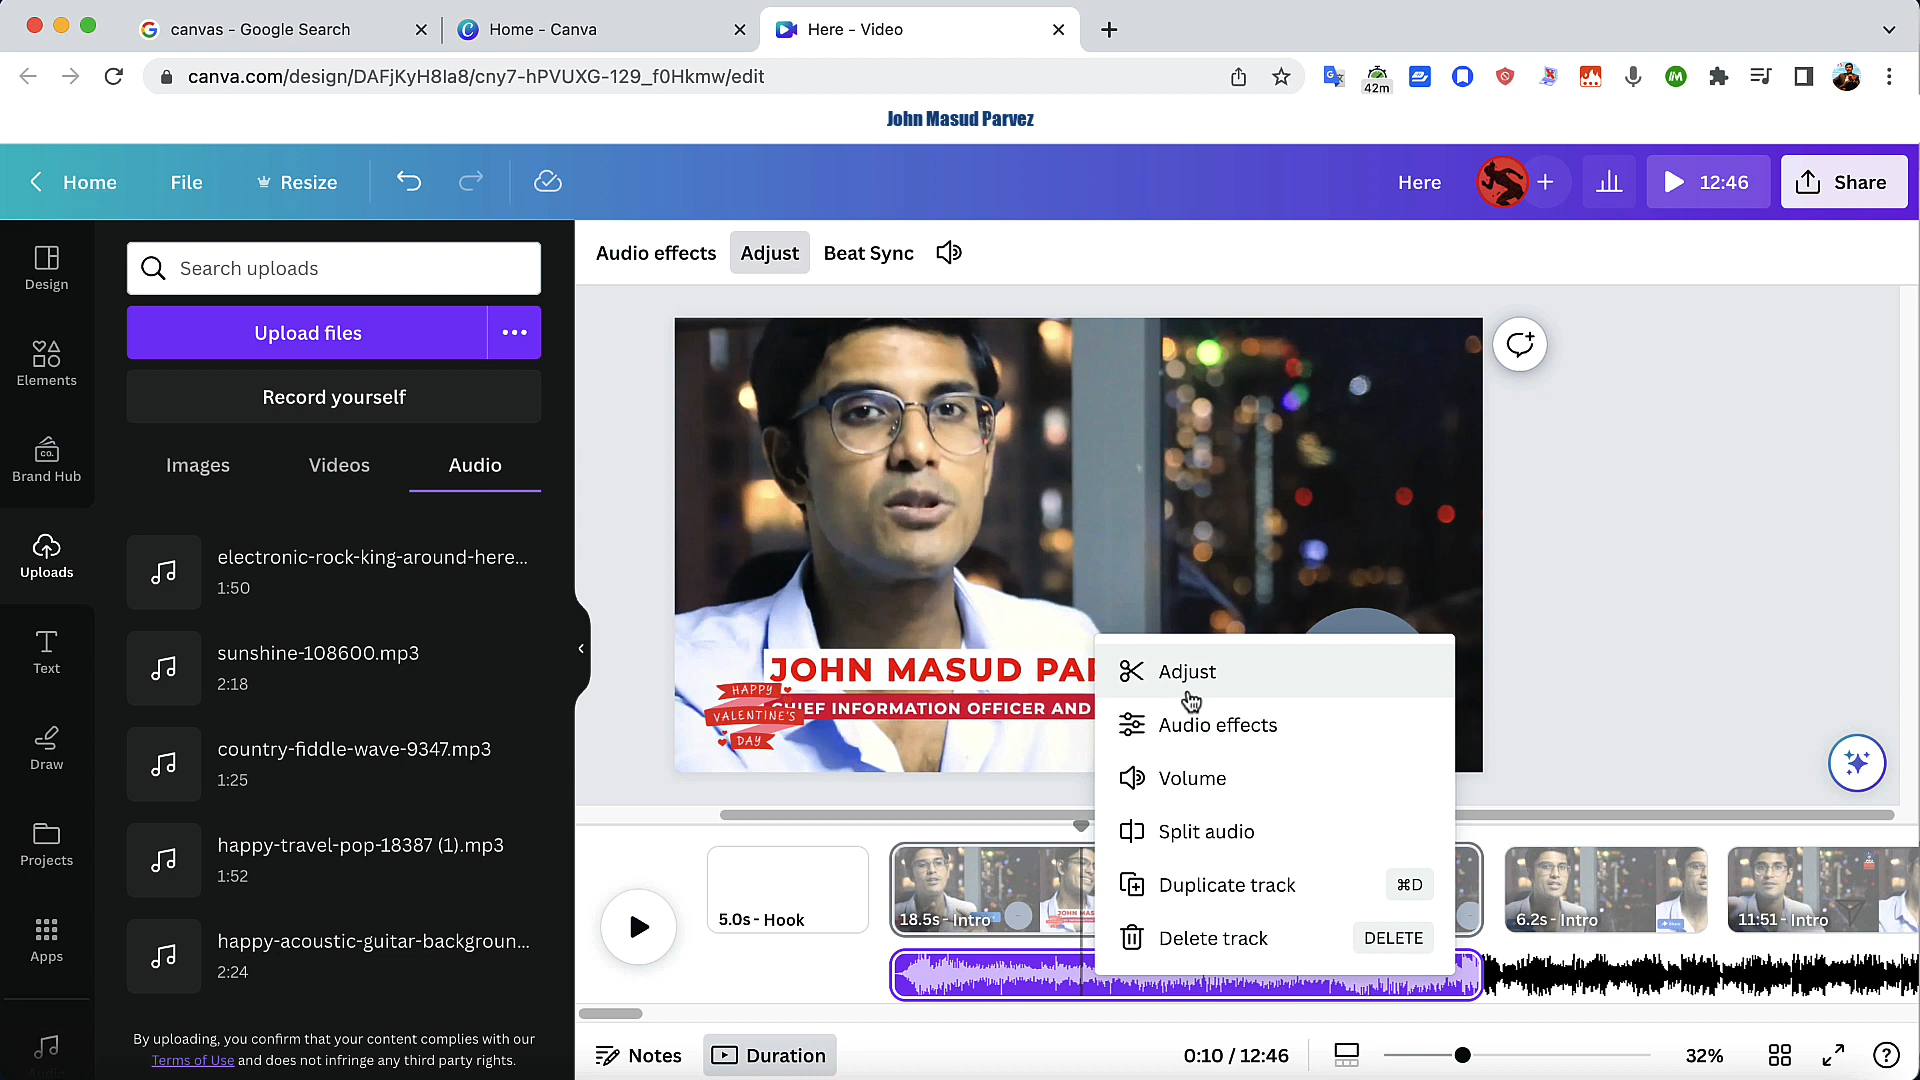 canvas - Google Search
Home - Canva
Here - Video
canva.com/design/DAFjKyH8Ia8/cny7-hPVUXG-129_f0Hkmw/edit
42m
John Masud Parvez
Home
File
Resize
Here
12:46
Share
Design
Elements
CO.
Brand Hub
Uploads
Text
Draw
Projects
Apps
Search uploads
Upload files
Record yourself
Images
Videos
Audio
electronic-rock-king-around-here...
1:50
sunshine-108600.mp3
2:18
country-fiddle-wave-9347.mp3
1:25
happy-travel-pop-18387 (1).mp3
1:52
happy-acoustic-guitar-backgroun...
2:24
By uploading, you confirm that your content complies with our
Terms of Use and does not infringe any third party rights.
Audio effects
Adjust
Beat Sync
JOHN MASUD PAR
CHIEF INFORMATION OFFICER AND
HAPPY
VALENTINE'S
DAY
Adjust
Audio effects
Volume
Split audio
Duplicate track ⌘D
Delete track DELETE
5.0s - Hook
18.5s - Intro
6.2s - Intro
11:51 - Intro
Notes
Duration
0:10 / 12:46
32%